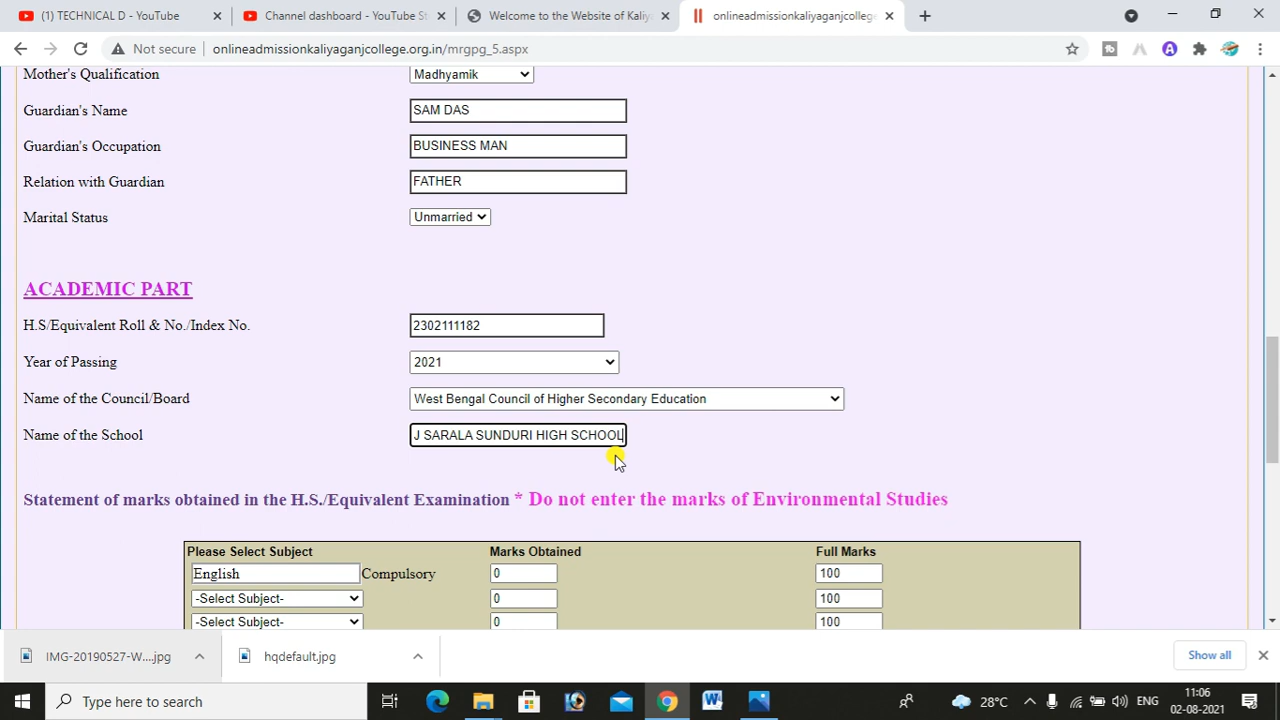 (1) TECHNICAL D - YouTube
Channel dashboard - YouTube St
Welcome to the Website of Kaliya
onlineadmissionkaliyaganjcollege
Not secure
onlineadmissionkaliyaganjcollege.org.in/mrgpg_5.aspx
Mother's Qualification Madhyamik
Guardian's Name SAM DAS
Guardian's Occupation BUSINESS MAN
Relation with Guardian FATHER
Marital Status Unmarried
ACADEMIC PART
H.S/Equivalent Roll & No./Index No. 2302111182
Year of Passing 2021
Name of the Council/Board West Bengal Council of Higher Secondary Education
Name of the School J SARALA SUNDURI HIGH SCHOOL
Statement of marks obtained in the H.S./Equivalent Examination * Do not enter the marks of Environmental Studies
Please Select Subject Marks Obtained Full Marks
English Compulsory 0 100
-Select Subject- 0 100
-Select Subject- 0 100
IMG-20190527-W....jpg
hqdefault.jpg
Show all
Type here to search
28°C
ENG
11:06
02-08-2021